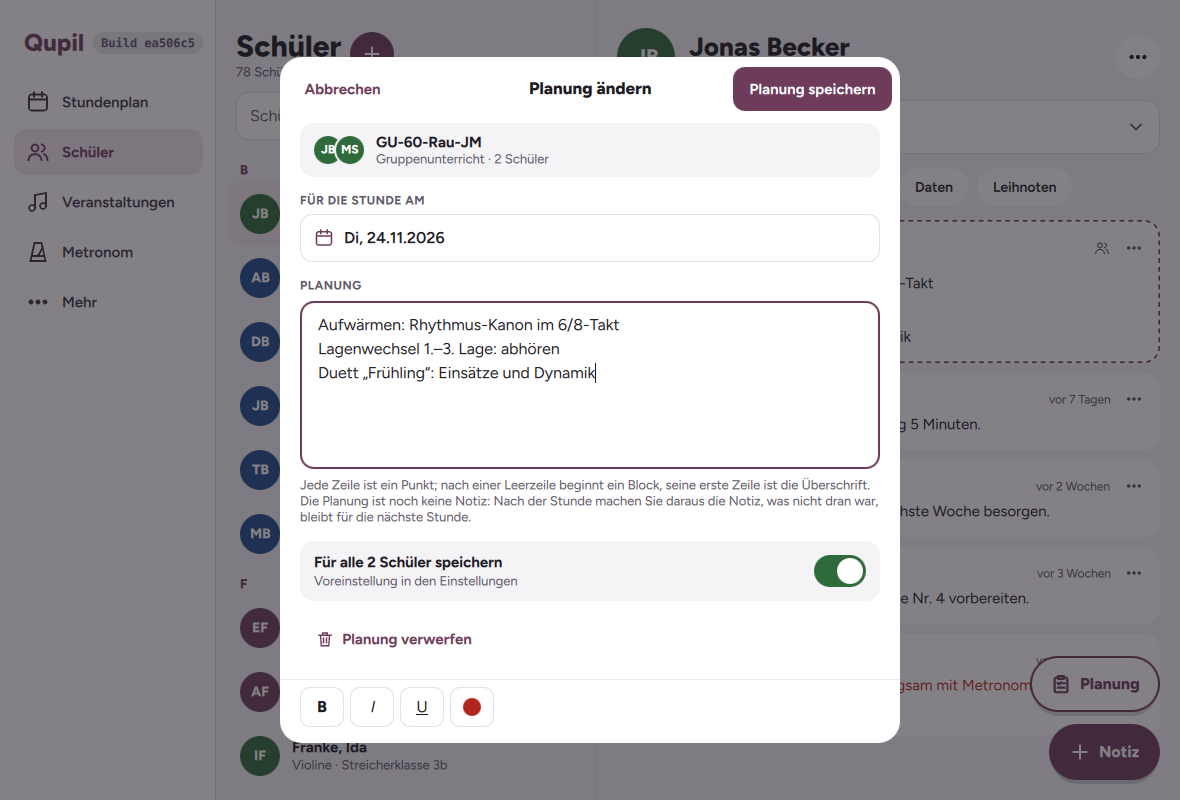 Qupil
Build ea506c5
Stundenplan
Schüler
Veranstaltungen
Metronom
Mehr
Schüler
78 Schü
Schü
B
JB
AB
DB
JB
TB
MB
F
EF
AF
IF
Franke, Ida
Violine · Streicherklasse 3b
JB
Jonas Becker
Daten
Leihnoten
-Takt
ik
vor 7 Tagen
g 5 Minuten.
vor 2 Wochen
hste Woche besorgen.
vor 3 Wochen
e Nr. 4 vorbereiten.
gsam mit Metronom
Planung
Notiz
Abbrechen
Planung ändern
Planung speichern
JB
MS
GU-60-Rau-JM
Gruppenunterricht · 2 Schüler
FÜR DIE STUNDE AM
Di, 24.11.2026
PLANUNG
Aufwärmen: Rhythmus-Kanon im 6/8-Takt
Lagenwechsel 1.–3. Lage: abhören
Duett „Frühling“: Einsätze und Dynamik
Jede Zeile ist ein Punkt; nach einer Leerzeile beginnt ein Block, seine erste Zeile ist die Überschrift.
Die Planung ist noch keine Notiz: Nach der Stunde machen Sie daraus die Notiz, was nicht dran war,
bleibt für die nächste Stunde.
Für alle 2 Schüler speichern
Voreinstellung in den Einstellungen
Planung verwerfen
B
I
U